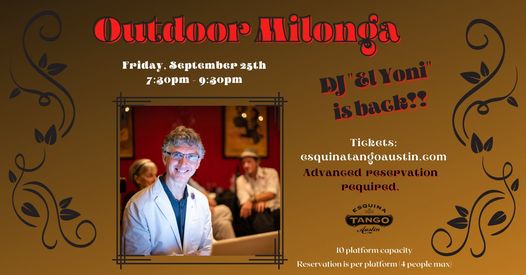 Outdoor Milonga
Friday, September 25th
7:30pm - 9:30pm
DJ "El Yoni"
is back!!
Tickets:
esquinatangoaustin.com
Advanced reservation
required.
ESQUINA
TANGO
Austin
10 platform capacity
Reservation is per platform (4 people max)